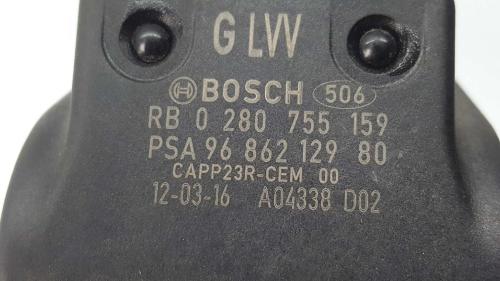 G LVV
BOSCH 506
RB 0 280 755 159
PSA 96 862 129 80
CAPP23R-CEM 00
12-03-16 A04338 D02